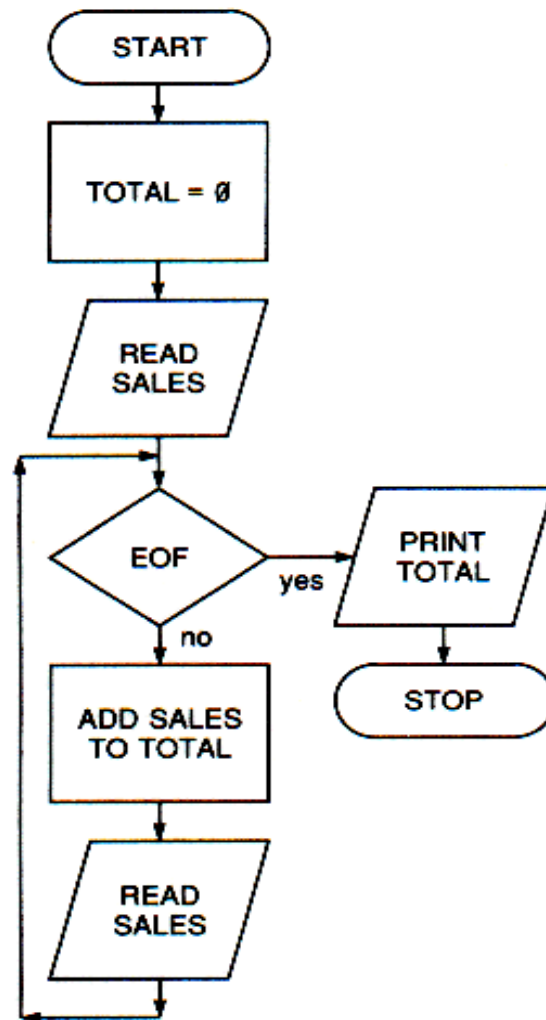 START
TOTAL = Ø
READ
SALES
EOF
yes
no
PRINT
TOTAL
STOP
ADD SALES
TO TOTAL
READ
SALES